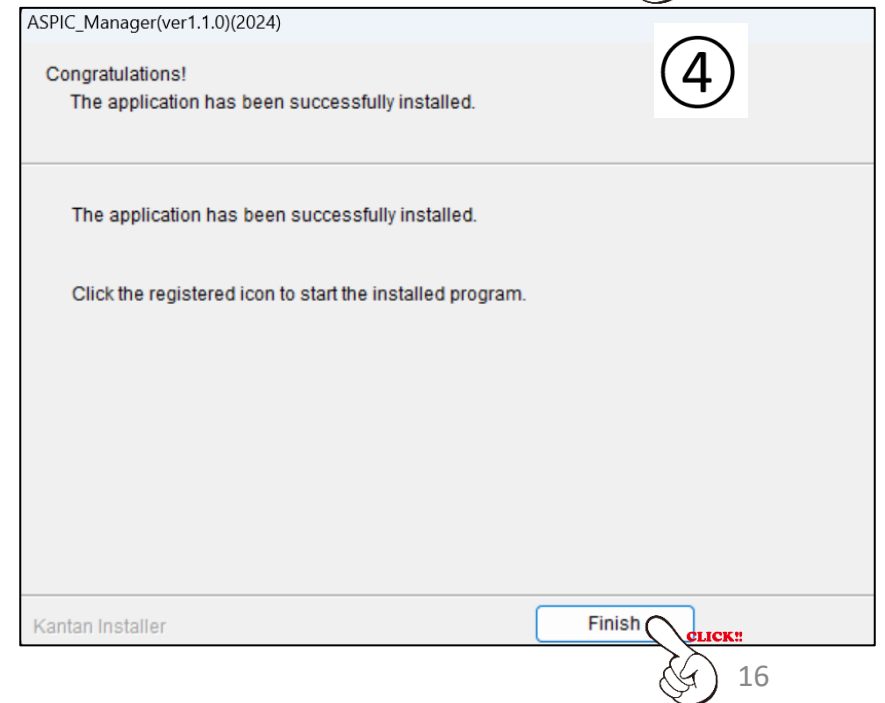 ASPIC_Manager(ver1.1.0)(2024)
④
Congratulations!
The application has been successfully installed.
The application has been successfully installed.
Click the registered icon to start the installed program.
Kantan Installer
Finish
CLICK!!
16